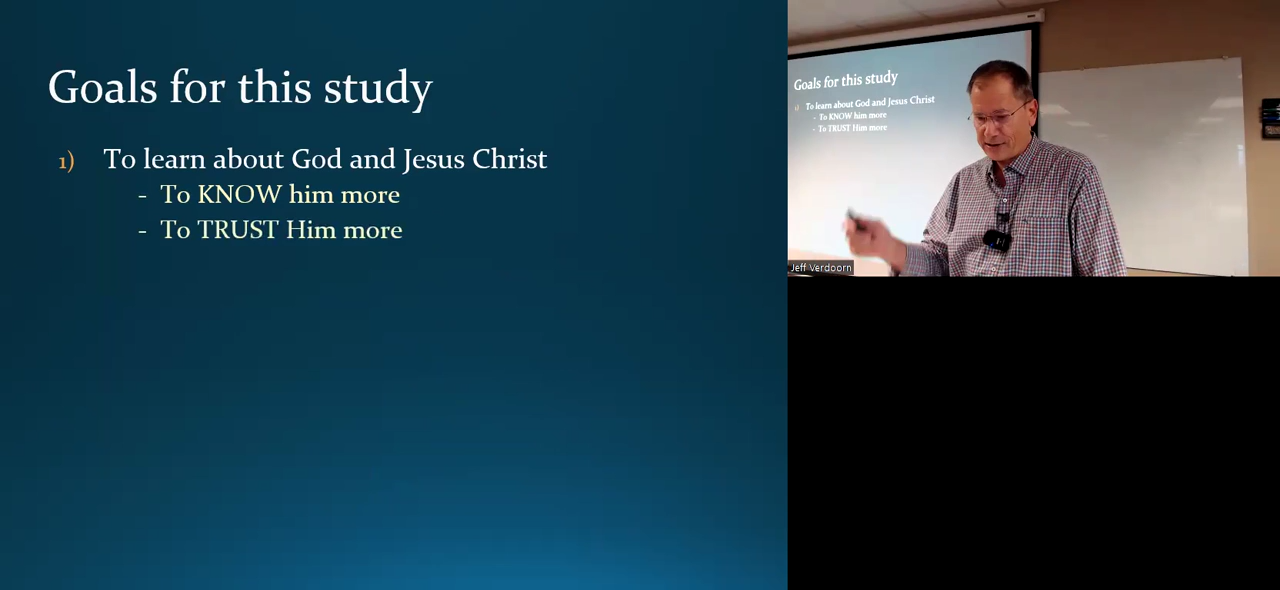 Goals for this study
1) To learn about God and Jesus Christ
- To KNOW him more
- To TRUST Him more
Goals for this study
1) To learn about God and Jesus Christ
- To KNOW him more
- To TRUST Him more
Jeff Verdoorn